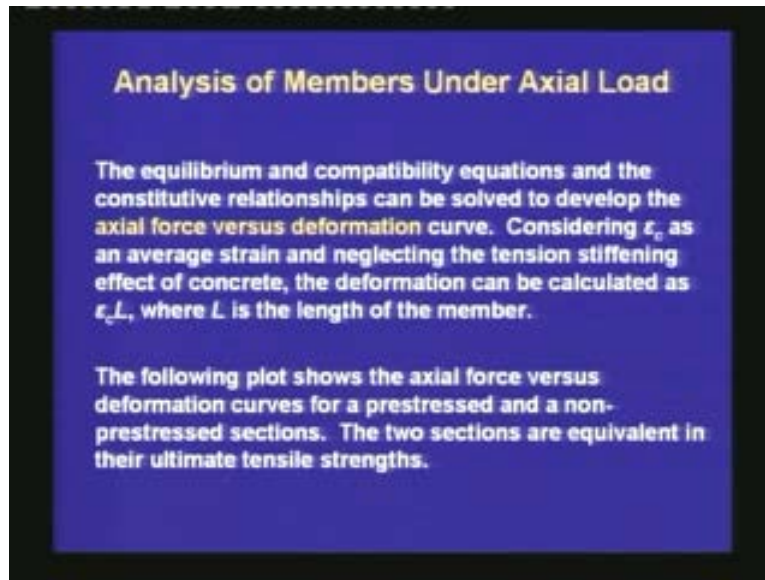 Analysis of Members Under Axial Load
The equilibrium and compatibility equations and the
constitutive relationships can be solved to develop the
axial force versus deformation curve. Considering εc as
an average strain and neglecting the tension stiffening
effect of concrete, the deformation can be calculated as
εcL, where L is the length of the member.
The following plot shows the axial force versus
deformation curves for a prestressed and a non-
prestressed sections. The two sections are equivalent in
their ultimate tensile strengths.